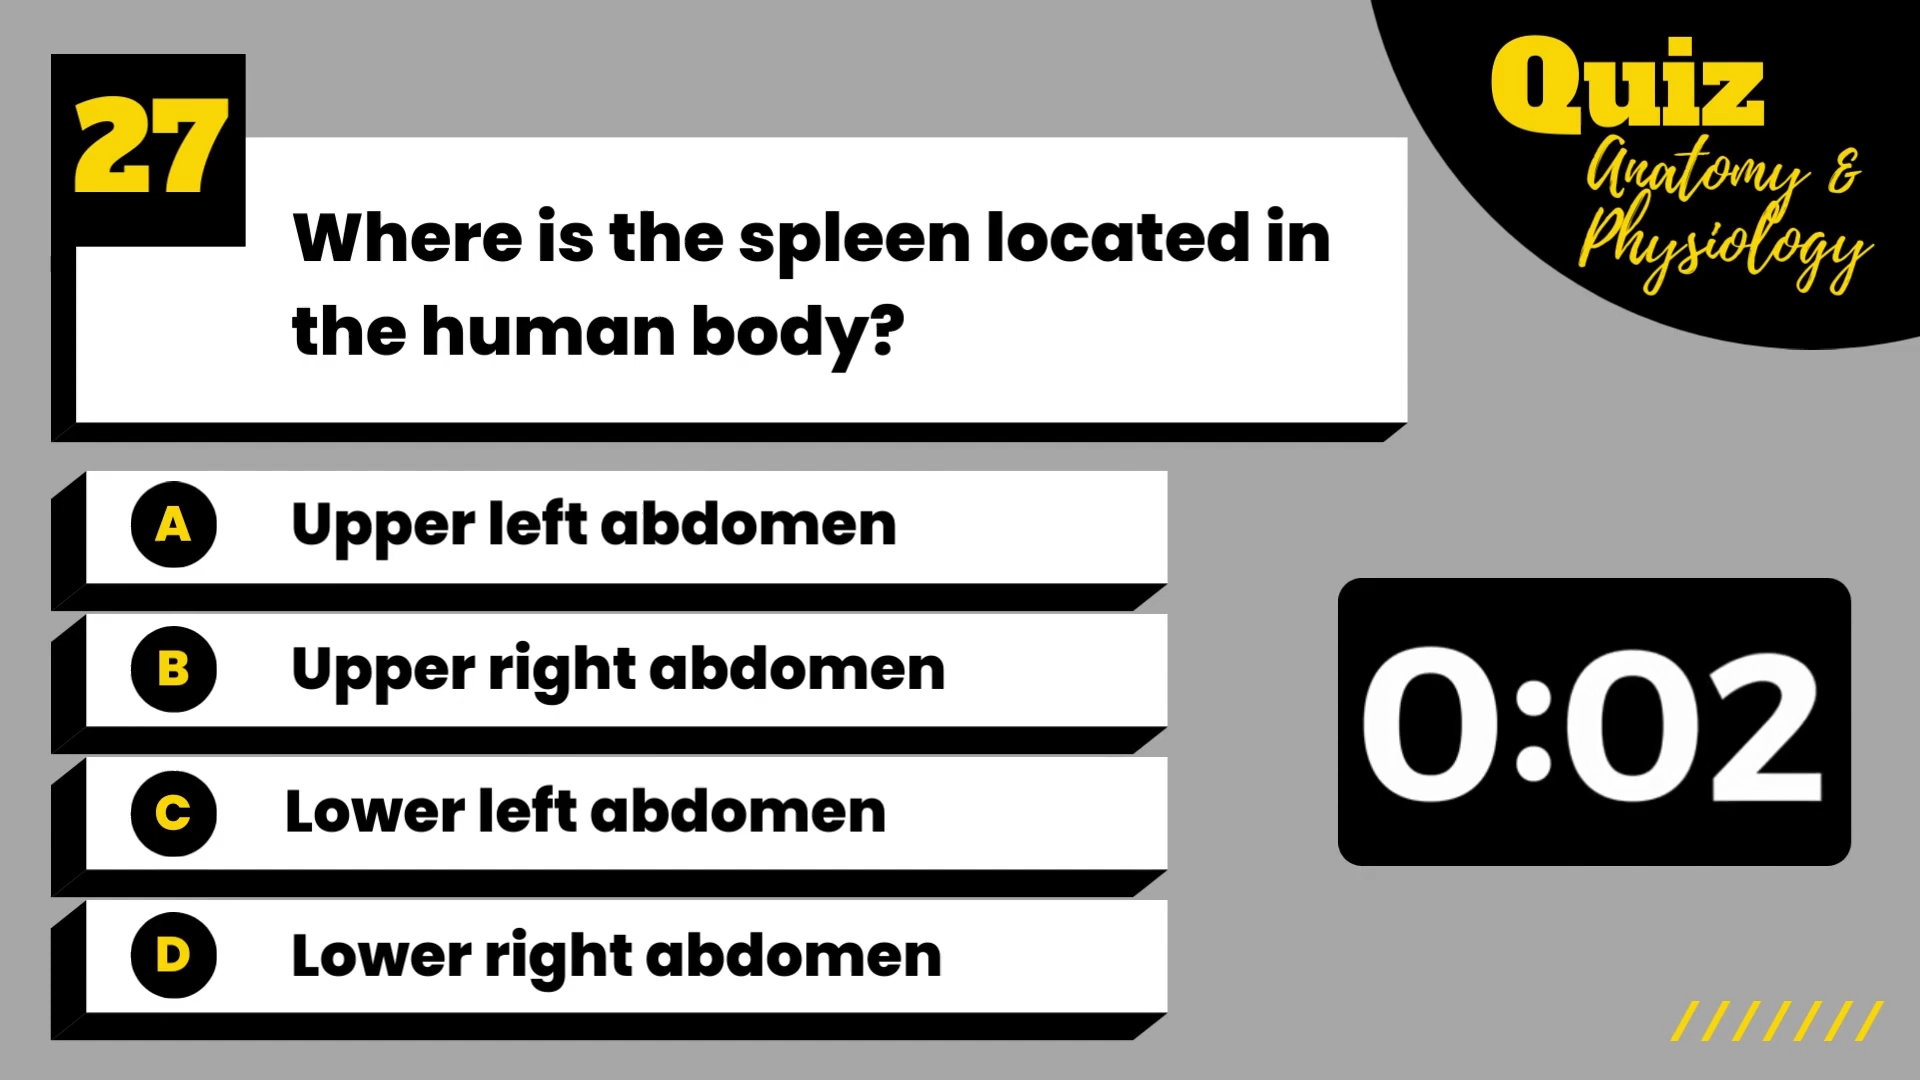 27
Quiz
Anatomy &
Physiology
Where is the spleen located in
the human body?
A Upper left abdomen
B Upper right abdomen
C Lower left abdomen
D Lower right abdomen
0:02